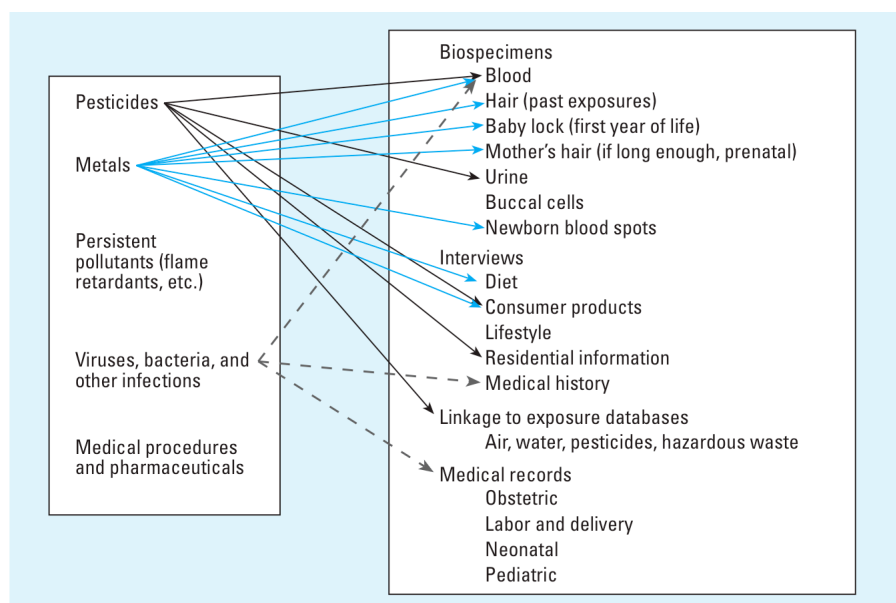 Pesticides
Metals
Persistent
pollutants (flame
retardants, etc.)
Viruses, bacteria, and
other infections
Medical procedures
and pharmaceuticals
Biospecimens
Blood
Hair (past exposures)
Baby lock (first year of life)
Mother's hair (if long enough, prenatal)
Urine
Buccal cells
Newborn blood spots
Interviews
Diet
Consumer products
Lifestyle
Residential information
Medical history
Linkage to exposure databases
Air, water, pesticides, hazardous waste
Medical records
Obstetric
Labor and delivery
Neonatal
Pediatric